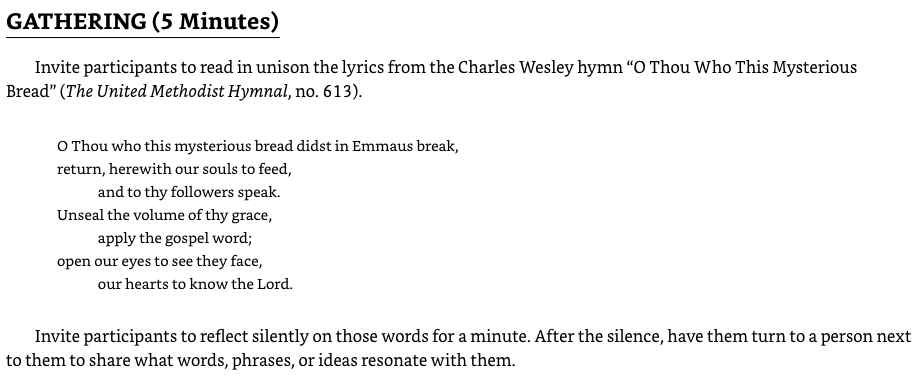 GATHERING (5 Minutes)
Invite participants to read in unison the lyrics from the Charles Wesley hymn “O Thou Who This Mysterious
Bread” (The United Methodist Hymnal, no. 613).
O Thou who this mysterious bread didst in Emmaus break,
return, herewith our souls to feed,
and to thy followers speak.
Unseal the volume of thy grace,
apply the gospel word;
open our eyes to see they face,
our hearts to know the Lord.
Invite participants to reflect silently on those words for a minute. After the silence, have them turn to a person next
to them to share what words, phrases, or ideas resonate with them.